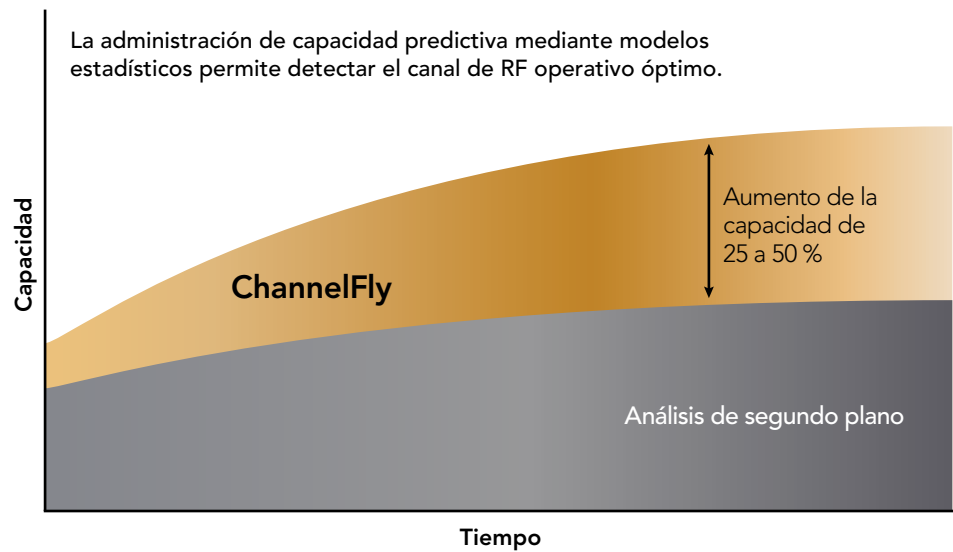 La administración de capacidad predictiva mediante modelos
estadísticos permite detectar el canal de RF operativo óptimo.
Capacidad
ChannelFly
Aumento de la
capacidad de
25 a 50 %
Análisis de segundo plano
Tiempo